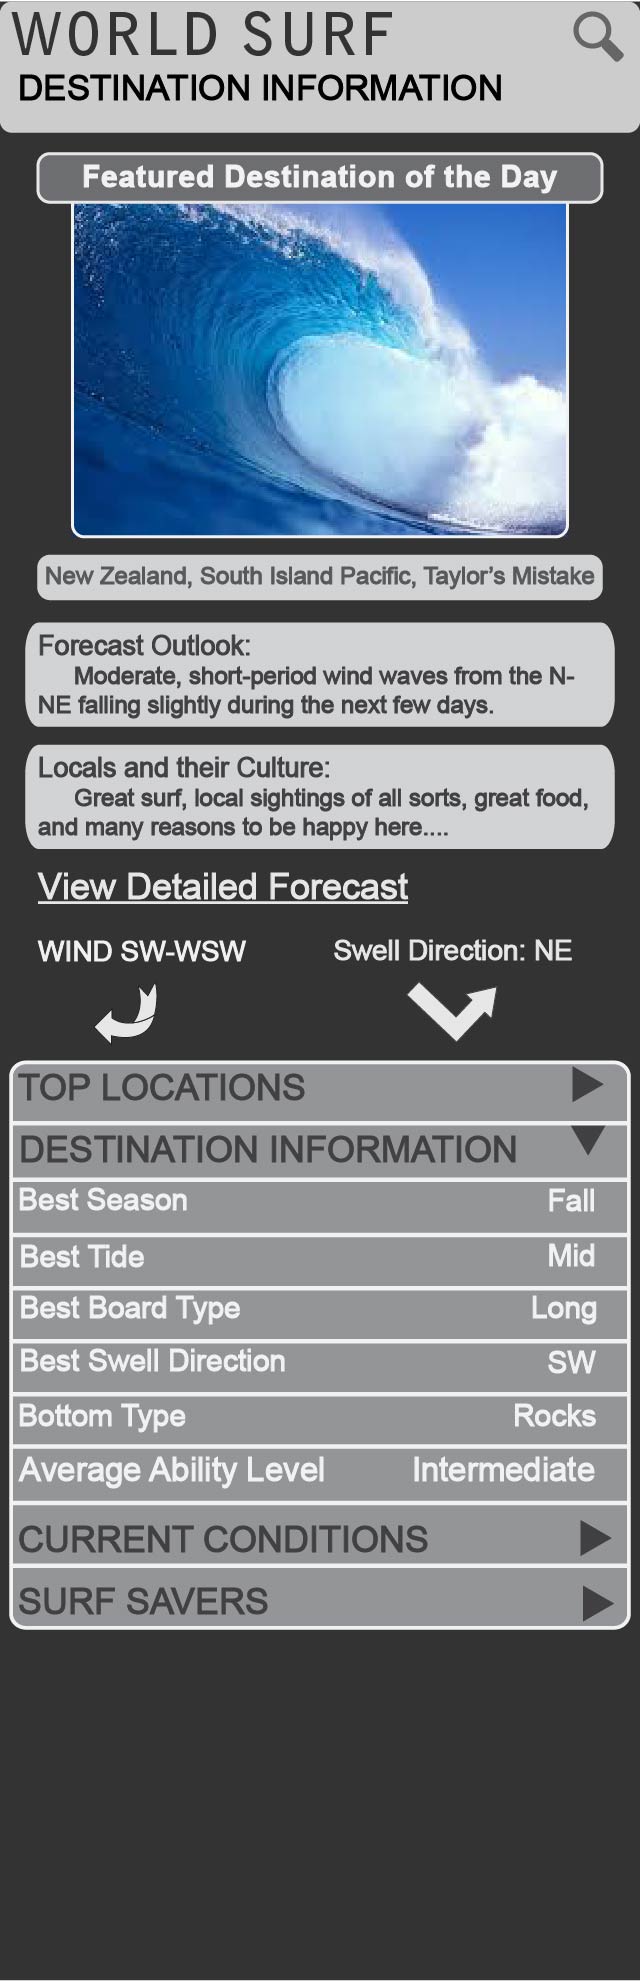 WORLD SURF
DESTINATION INFORMATION
Featured Destination of the Day
New Zealand, South Island Pacific, Taylor's Mistake
Forecast Outlook:
Moderate, short-period wind waves from the N-
NE falling slightly during the next few days.
Locals and their Culture:
Great surf, local sightings of all sorts, great food,
and many reasons to be happy here....
View Detailed Forecast
WIND SW-WSW Swell Direction: NE
TOP LOCATIONS
DESTINATION INFORMATION
Best Season Fall
Best Tide Mid
Best Board Type Long
Best Swell Direction SW
Bottom Type Rocks
Average Ability Level Intermediate
CURRENT CONDITIONS
SURF SAVERS